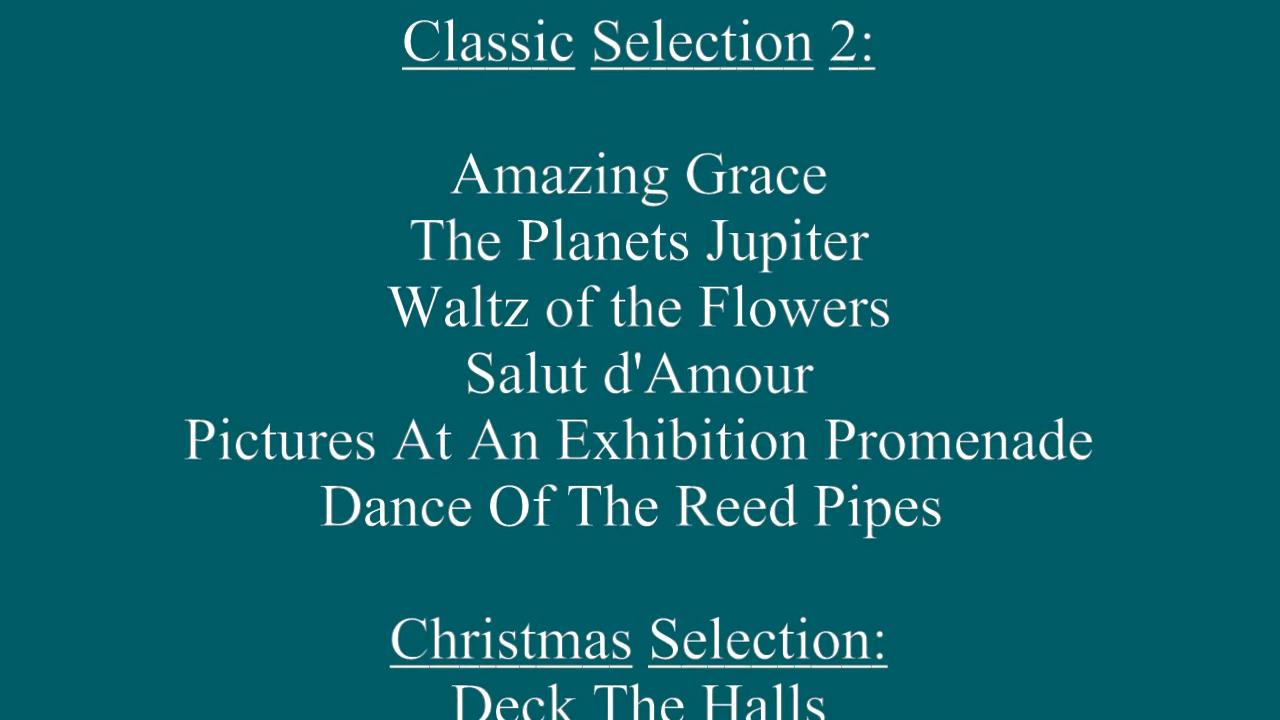 Classic Selection 2:
Amazing Grace
The Planets Jupiter
Waltz of the Flowers
Salut d'Amour
Pictures At An Exhibition Promenade
Dance Of The Reed Pipes
Christmas Selection:
Deck The Halls